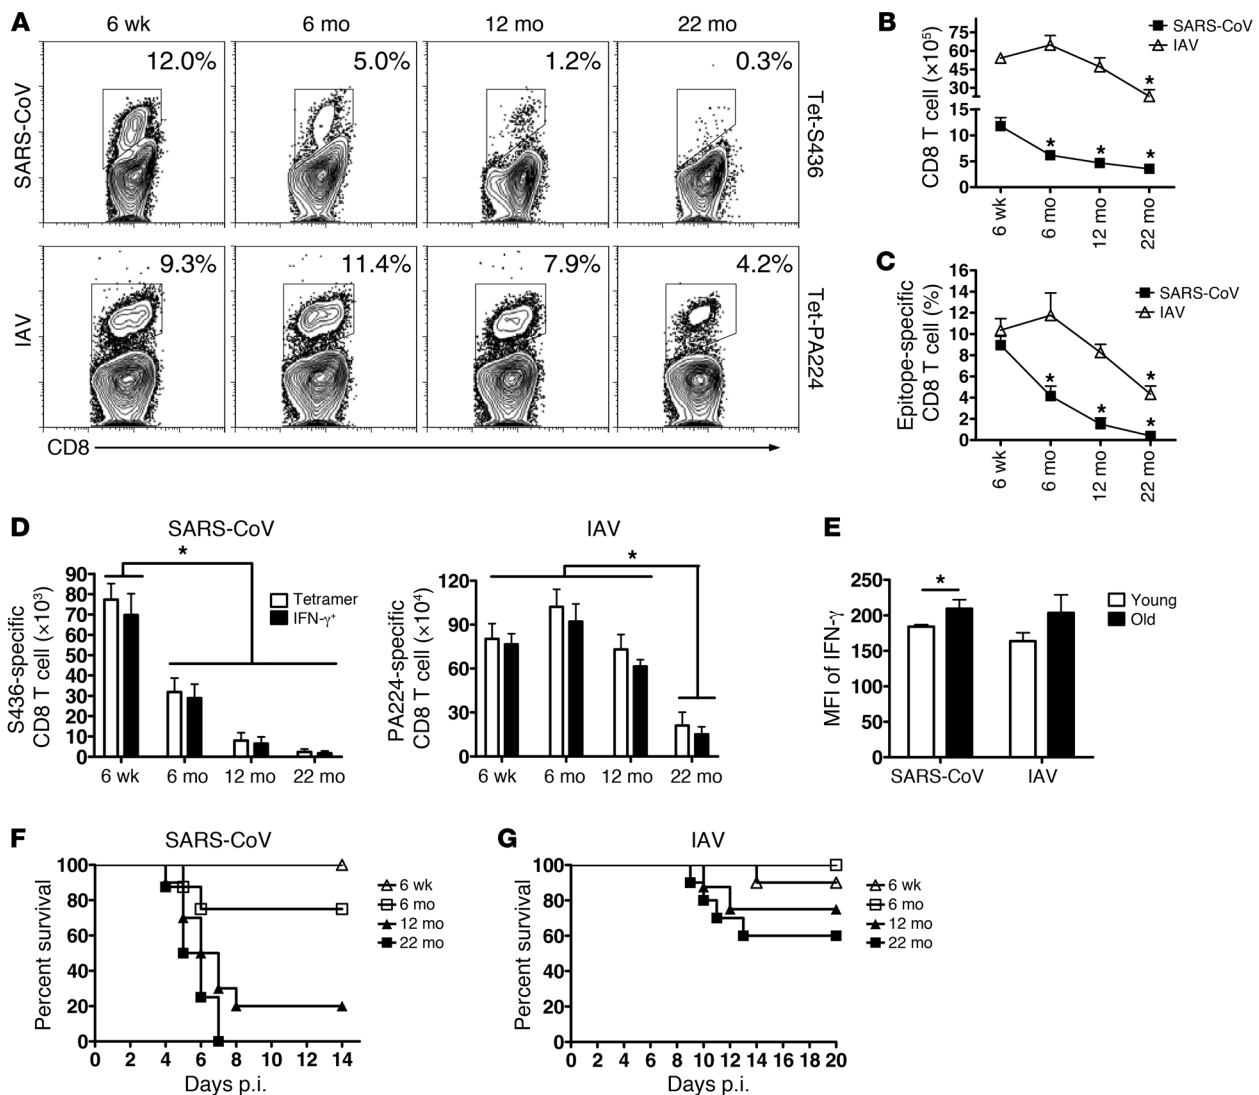 A
6 wk 6 mo 12 mo 22 mo
SARS-CoV
12.0% 5.0% 1.2% 0.3%
Tet-S436
IAV
9.3% 11.4% 7.9% 4.2%
Tet-PA224
CD8
B
CD8 T cell (×10⁵)
75
60
45
30
15
10
5
0
SARS-CoV
IAV
* * * *
6 wk 6 mo 12 mo 22 mo
C
Epitope-specific
CD8 T cell (%)
16
14
12
10
8
6
4
2
0
SARS-CoV
IAV
* * * *
6 wk 6 mo 12 mo 22 mo
D
SARS-CoV
*
S436-specific
CD8 T cell (×10³)
90
80
70
60
50
40
30
20
10
0
Tetramer
IFN-γ⁺
6 wk 6 mo 12 mo 22 mo
IAV
*
PA224-specific
CD8 T cell (×10⁴)
120
90
60
30
0
6 wk 6 mo 12 mo 22 mo
E
MFI of IFN-γ
250
200
150
100
50
0
*
Young
Old
SARS-CoV IAV
F
SARS-CoV
Percent survival
100
80
60
40
20
0
0 2 4 6 8 10 12 14
Days p.i.
6 wk
6 mo
12 mo
22 mo
G
IAV
Percent survival
100
80
60
40
20
0
0 2 4 6 8 10 12 14 16 18 20
Days p.i.
6 wk
6 mo
12 mo
22 mo